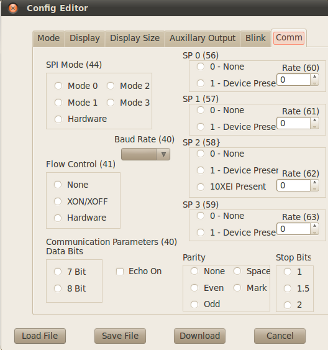 Config Editor
Mode Display Display Size Auxillary Output Blink Comm
SPI Mode (44)
Mode 0 Mode 2
Mode 1 Mode 3
Hardware
Baud Rate (40)
Flow Control (41)
None
XON/XOFF
Hardware
Communication Parameters (40)
Data Bits
7 Bit
8 Bit
Echo On
SP 0 (56)
0 - None
1 - Device Prese
Rate (60)
0
SP 1 (57)
0 - None
1 - Device Prese
Rate (61)
0
SP 2 (58}
0 - None
1 - Device Prese
10XEI Present
Rate (62)
0
SP 3 (59)
0 - None
1 - Device Prese
Rate (63)
0
Parity
None Space
Even Mark
Odd
Stop Bits
1
1.5
2
Load File Save File Download Cancel